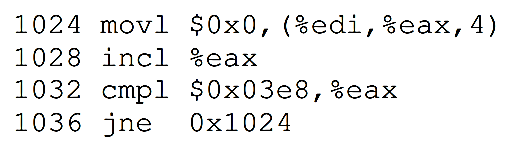 1024 movl $0x0,(%edi,%eax,4)
1028 incl %eax
1032 cmpl $0x03e8,%eax
1036 jne 0x1024